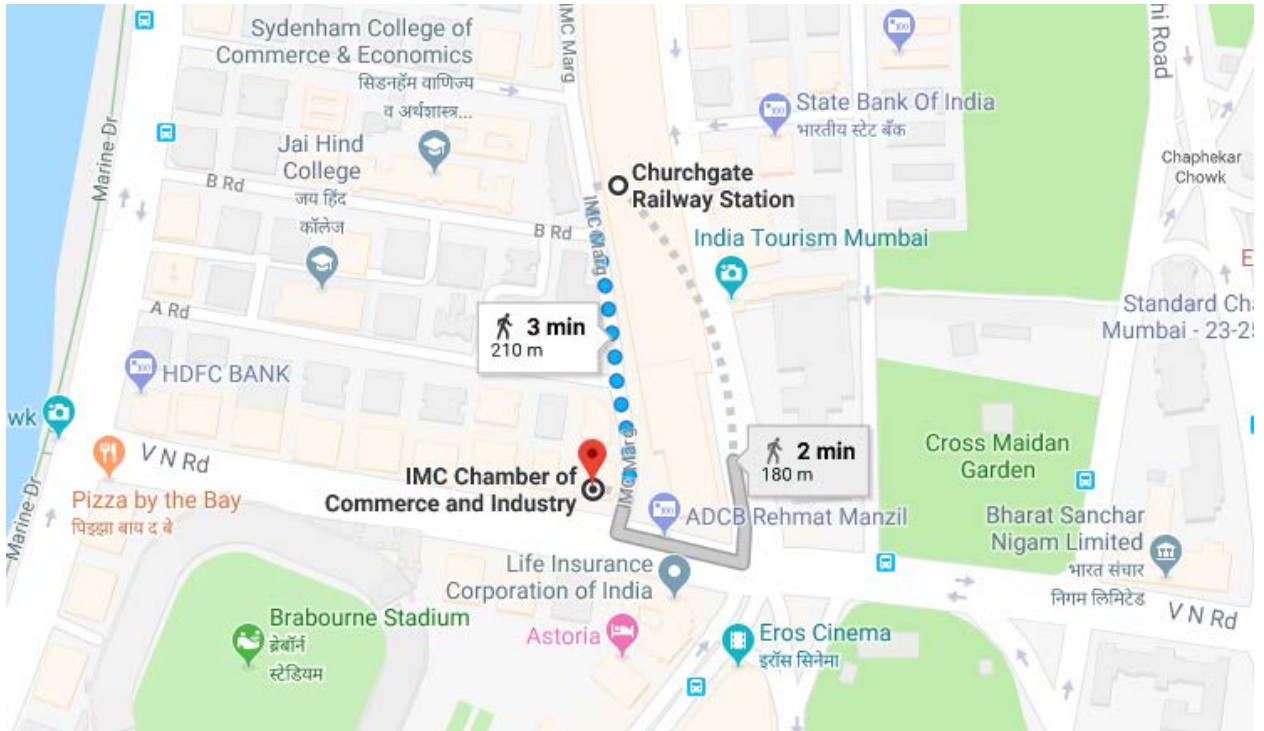 Sydenham College of
Commerce & Economics
सिडनहॅम वाणिज्य
व अर्थशास्त्र...
IMC Marg
hi Road
State Bank Of India
भारतीय स्टेट बँक
Chaphekar
Chowk
Marine Dr
Jai Hind
College
जय हिंद
कॉलेज
B Rd
Churchgate
Railway Station
IMC Marg
B Rd
India Tourism Mumbai
E
Standard Cha
Mumbai - 23-25
A Rd
3 min
210 m
HDFC BANK
wk
V N Rd
IMC Marg
2 min
180 m
Cross Maidan
Garden
IMC Chamber of
Commerce and Industry
Pizza by the Bay
पिझ्झा बाय द बे
Marine Dr
ADCB Rehmat Manzil
Bharat Sanchar
Nigam Limited
भारत संचार
निगम लिमिटेड
Life Insurance
Corporation of India
V N Rd
Brabourne Stadium
ब्रेबॉर्न
स्टेडियम
Astoria
Eros Cinema
इरॉस सिनेमा